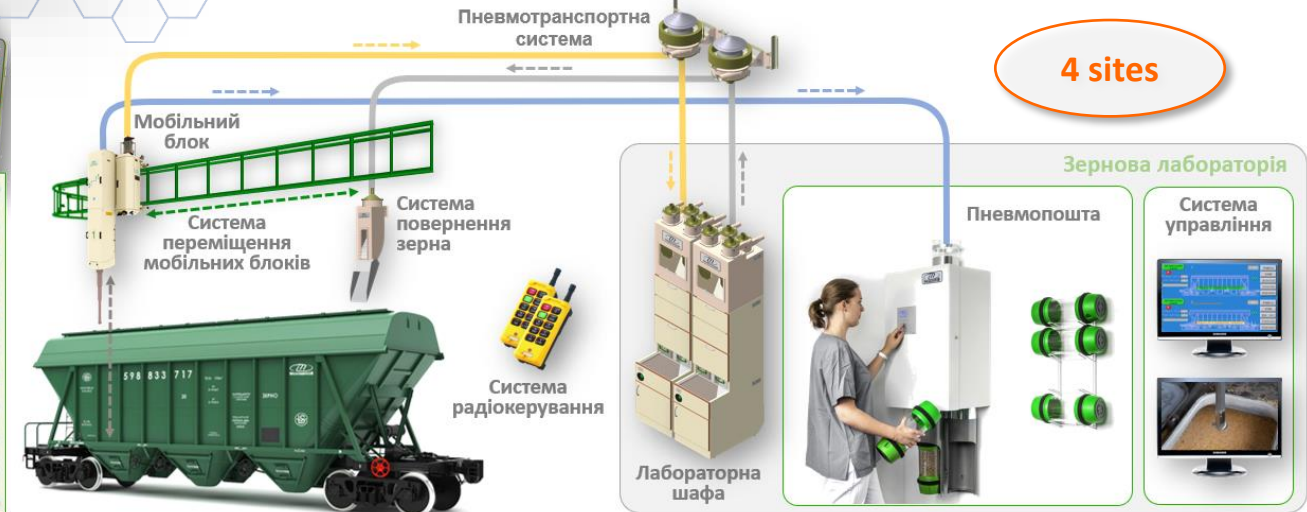 Пневмотранспортна
система
4 sites
Мобільний
блок
Зернова лабораторія
Система
переміщення
мобільних блоків
Система
повернення
зерна
Пневмопошта
Система
управління
598 833 717
Система
радіокерування
Лабораторна
шафа